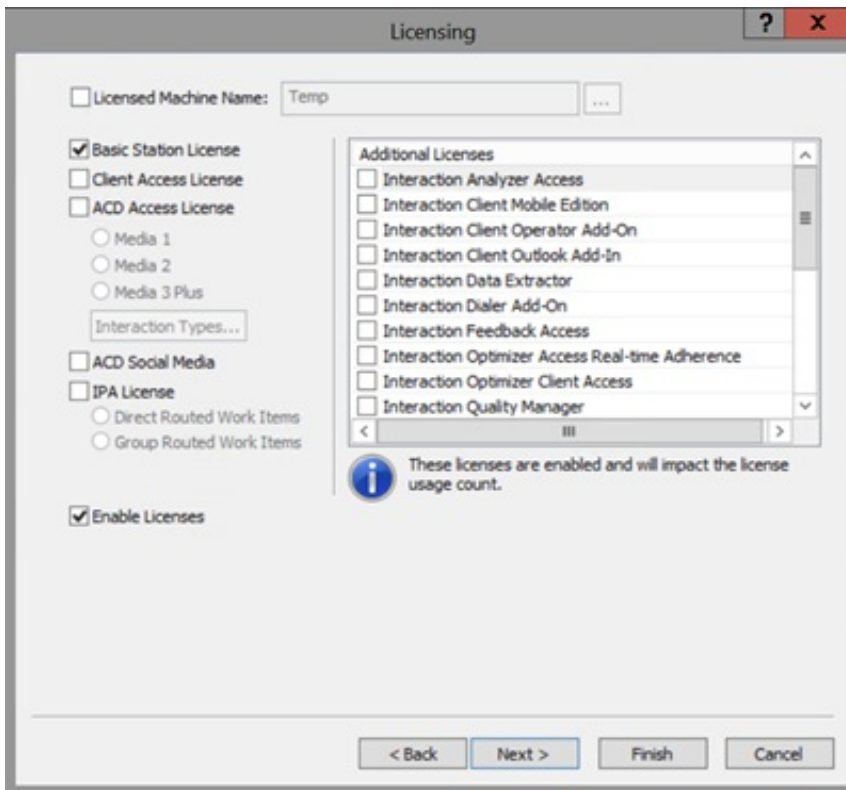 Licensing
?
X
Licensed Machine Name:
Temp
...
Basic Station License
Client Access License
ACD Access License
Media 1
Media 2
Media 3 Plus
Interaction Types...
ACD Social Media
IPA License
Direct Routed Work Items
Group Routed Work Items
Enable Licenses
Additional Licenses
Interaction Analyzer Access
Interaction Client Mobile Edition
Interaction Client Operator Add-On
Interaction Client Outlook Add-In
Interaction Data Extractor
Interaction Dialer Add-On
Interaction Feedback Access
Interaction Optimizer Access Real-time Adherence
Interaction Optimizer Client Access
Interaction Quality Manager
These licenses are enabled and will impact the license
usage count.
< Back
Next >
Finish
Cancel